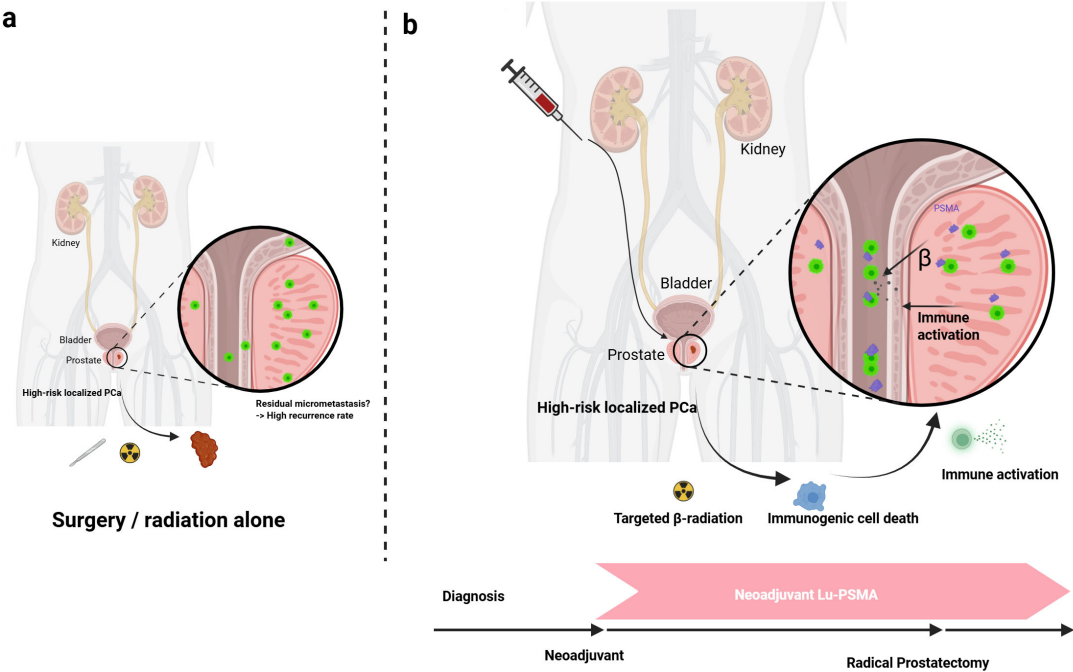 a
Kidney
Bladder
Prostate
High-risk localized PCa
Residual micrometastasis?
-> High recurrence rate
Surgery / radiation alone
b
Kidney
PSMA
β
Immune
activation
Bladder
Prostate
High-risk localized PCa
Immune activation
Targeted β-radiation
Immunogenic cell death
Diagnosis
Neoadjuvant Lu-PSMA
Neoadjuvant
Radical Prostatectomy